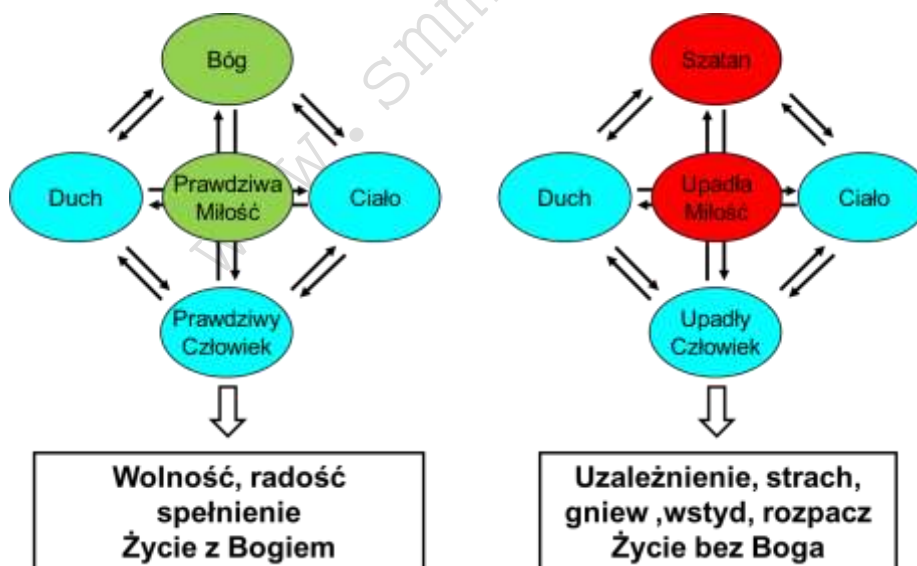 Bóg
Duch
Prawdziwa
Miłość
Ciało
Prawdziwy
Człowiek
Wolność, radość
spełnienie
Życie z Bogiem
Szatan
Duch
Upadła
Miłość
Ciało
Upadły
Człowiek
Uzależnienie, strach,
gniew ,wstyd, rozpacz
Życie bez Boga